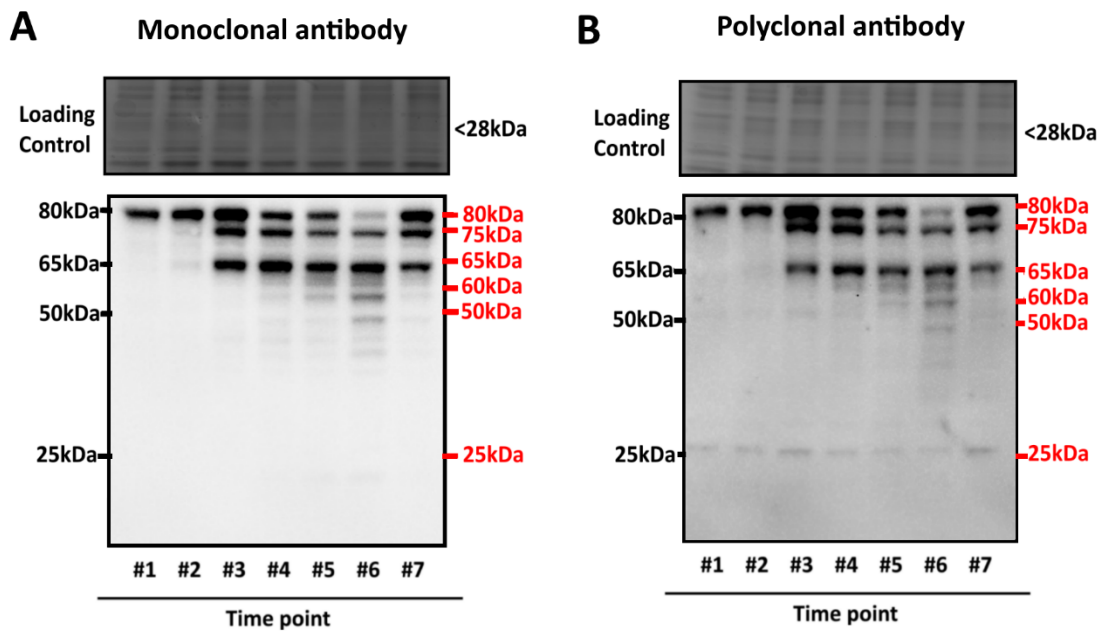 A
Monoclonal antibody
Loading
Control
<28kDa
80kDa
65kDa
50kDa
25kDa
80kDa
75kDa
65kDa
60kDa
50kDa
25kDa
#1 #2 #3 #4 #5 #6 #7
Time point
B
Polyclonal antibody
Loading
Control
<28kDa
80kDa
65kDa
50kDa
25kDa
80kDa
75kDa
65kDa
60kDa
50kDa
25kDa
#1 #2 #3 #4 #5 #6 #7
Time point